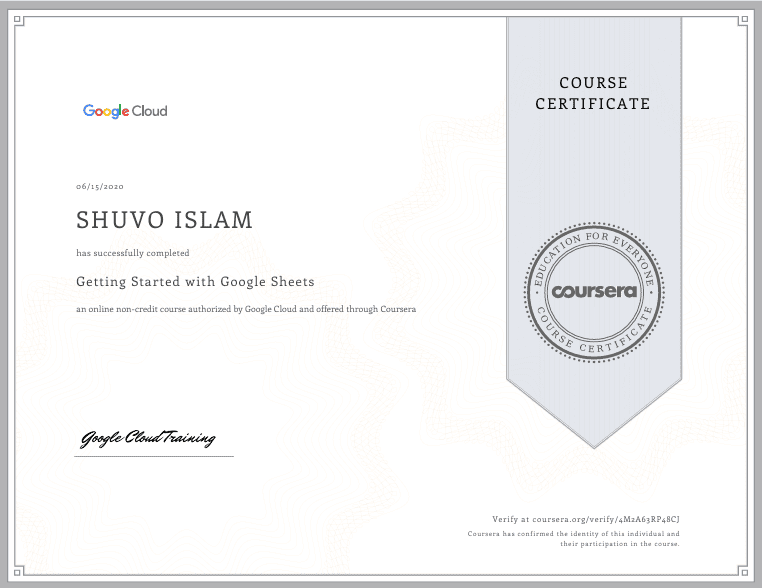 COURSE
CERTIFICATE
Google Cloud
06/15/2020
SHUVO ISLAM
has successfully completed
Getting Started with Google Sheets
an online non-credit course authorized by Google Cloud and offered through Coursera
EDUCATION FOR EVERYONE
coursera
COURSE CERTIFICATE
Google Cloud Training
Verify at coursera.org/verify/4M2A63RP48CJ
Coursera has confirmed the identity of this individual and
their participation in the course.